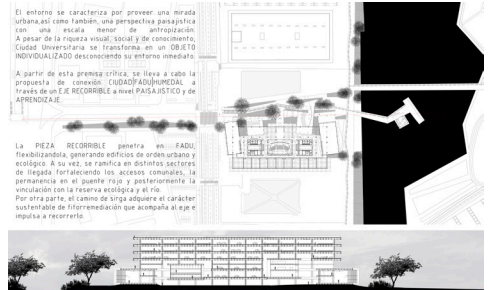 El entorno se caracteriza por proveer una mirada
urbana,así como también, una perspectiva paisajística
con una escala menor de antropización.
A pesar de la riqueza visual, social y de conocimiento,
Ciudad Universitaria se transforma en un OBJETO
INDIVIDUALIZADO desconociendo su entorno inmediato.
A partir de esta premisa crítica, se lleva a cabo la
propuesta de conexión CIUDAD|FADU|HUMEDAL a
través de un EJE RECORRIBLE a nivel PAISAJISTICO y de
APRENDIZAJE.
La PIEZA RECORRIBLE penetra en FADU,
flexibilizandola, generando edificios de orden urbano y
ecológico. A su vez, se ramifica en distintos sectores
de llegada fortaleciendo los accesos comunales, la
permanencia en el puente rojo y posteriormente la
vinculación con la reserva ecológica y el río.
Por otra parte, el camino de sirga adquiere el carácter
sustentable de fitorremediación que acompaña al eje e
impulsa a recorrerlo.